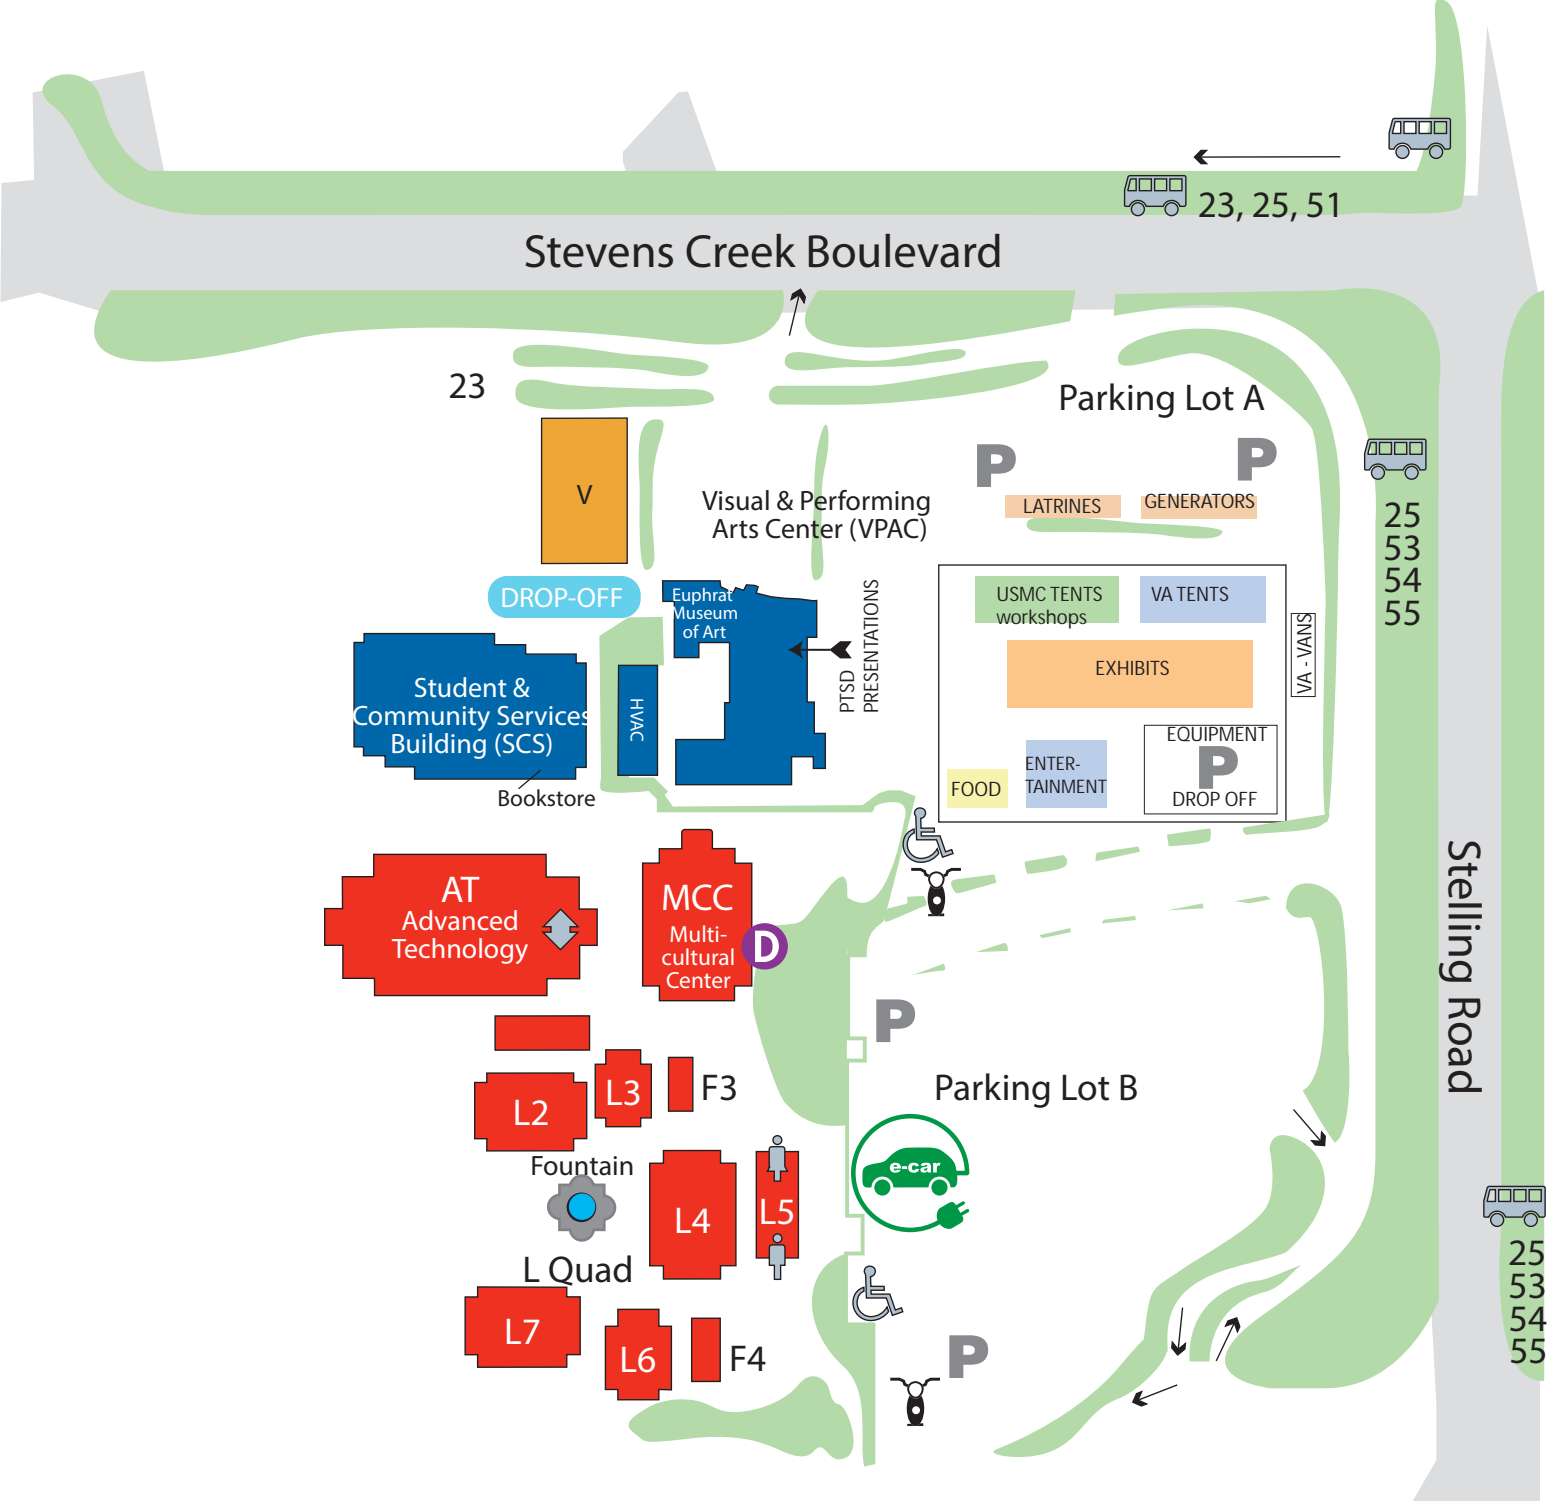 23, 25, 51
Stevens Creek Boulevard
23
Parking Lot A
P
P
V
Visual & Performing
Arts Center (VPAC)
LATRINES
GENERATORS
25
53
54
55
DROP-OFF
Euphrat
Museum
of Art
PTSD
PRESENTATIONS
USMC TENTS
workshops
VA TENTS
VA - VANS
EXHIBITS
Student &
Community Services
Building (SCS)
Bookstore
HVAC
EQUIPMENT
P
DROP OFF
ENTER-
TAINMENT
FOOD
AT
Advanced
Technology
MCC
Multi-
cultural
Center
D
Stelling Road
P
Parking Lot B
L2
L3
F3
Fountain
L4
L5
e-car
L Quad
L7
L6
F4
P
25
53
54
55